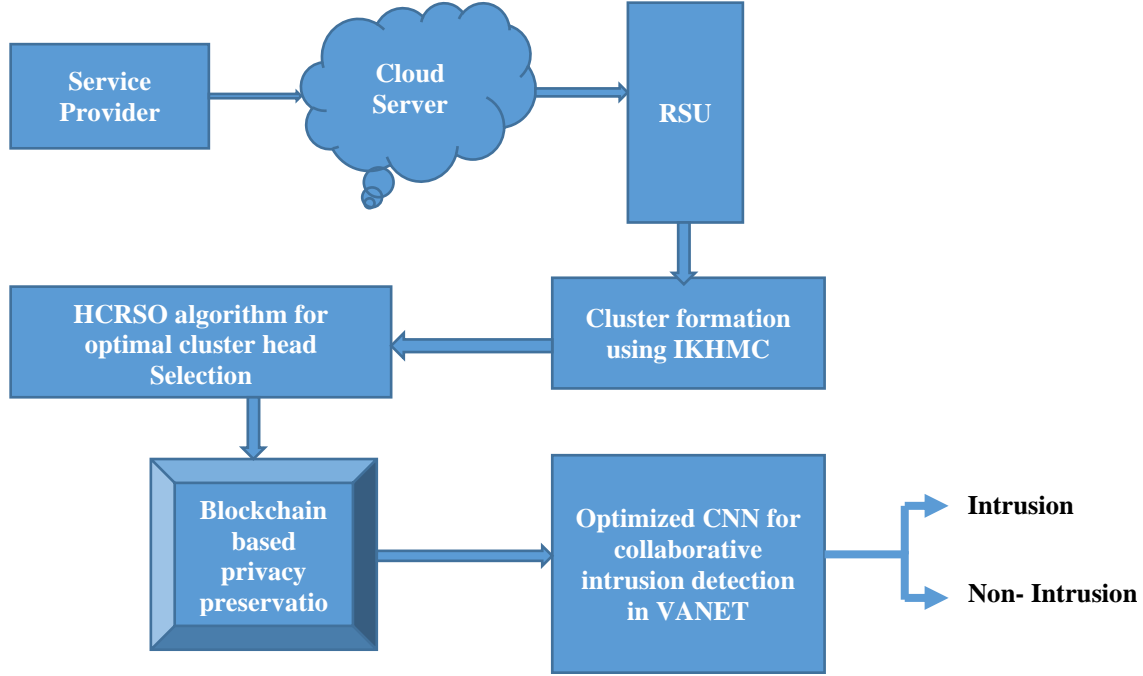 Service
Provider
Cloud
Server
RSU
HCRSO algorithm for
optimal cluster head
Selection
Cluster formation
using IKHMC
Blockchain
based
privacy
preservatio
Optimized CNN for
collaborative
intrusion detection
in VANET
Intrusion
Non- Intrusion